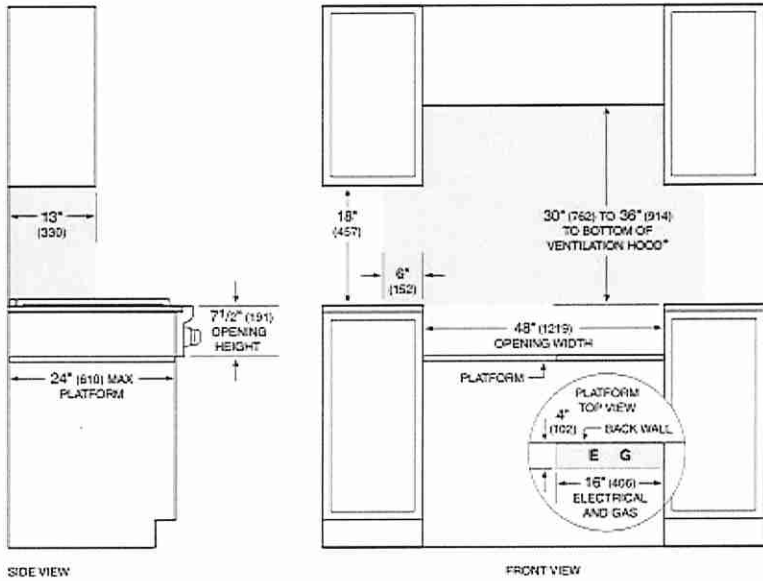 13"
(330)
7 1/2" (191)
OPENING
HEIGHT
24" (610) MAX
PLATFORM
SIDE VIEW
18"
(457)
30" (762) TO 36" (914)
TO BOTTOM OF
VENTILATION HOOD*
6"
(152)
48" (1219)
OPENING WIDTH
PLATFORM
PLATFORM
TOP VIEW
4"
(102)
BACK WALL
E G
16" (406)
ELECTRICAL
AND GAS
FRONT VIEW